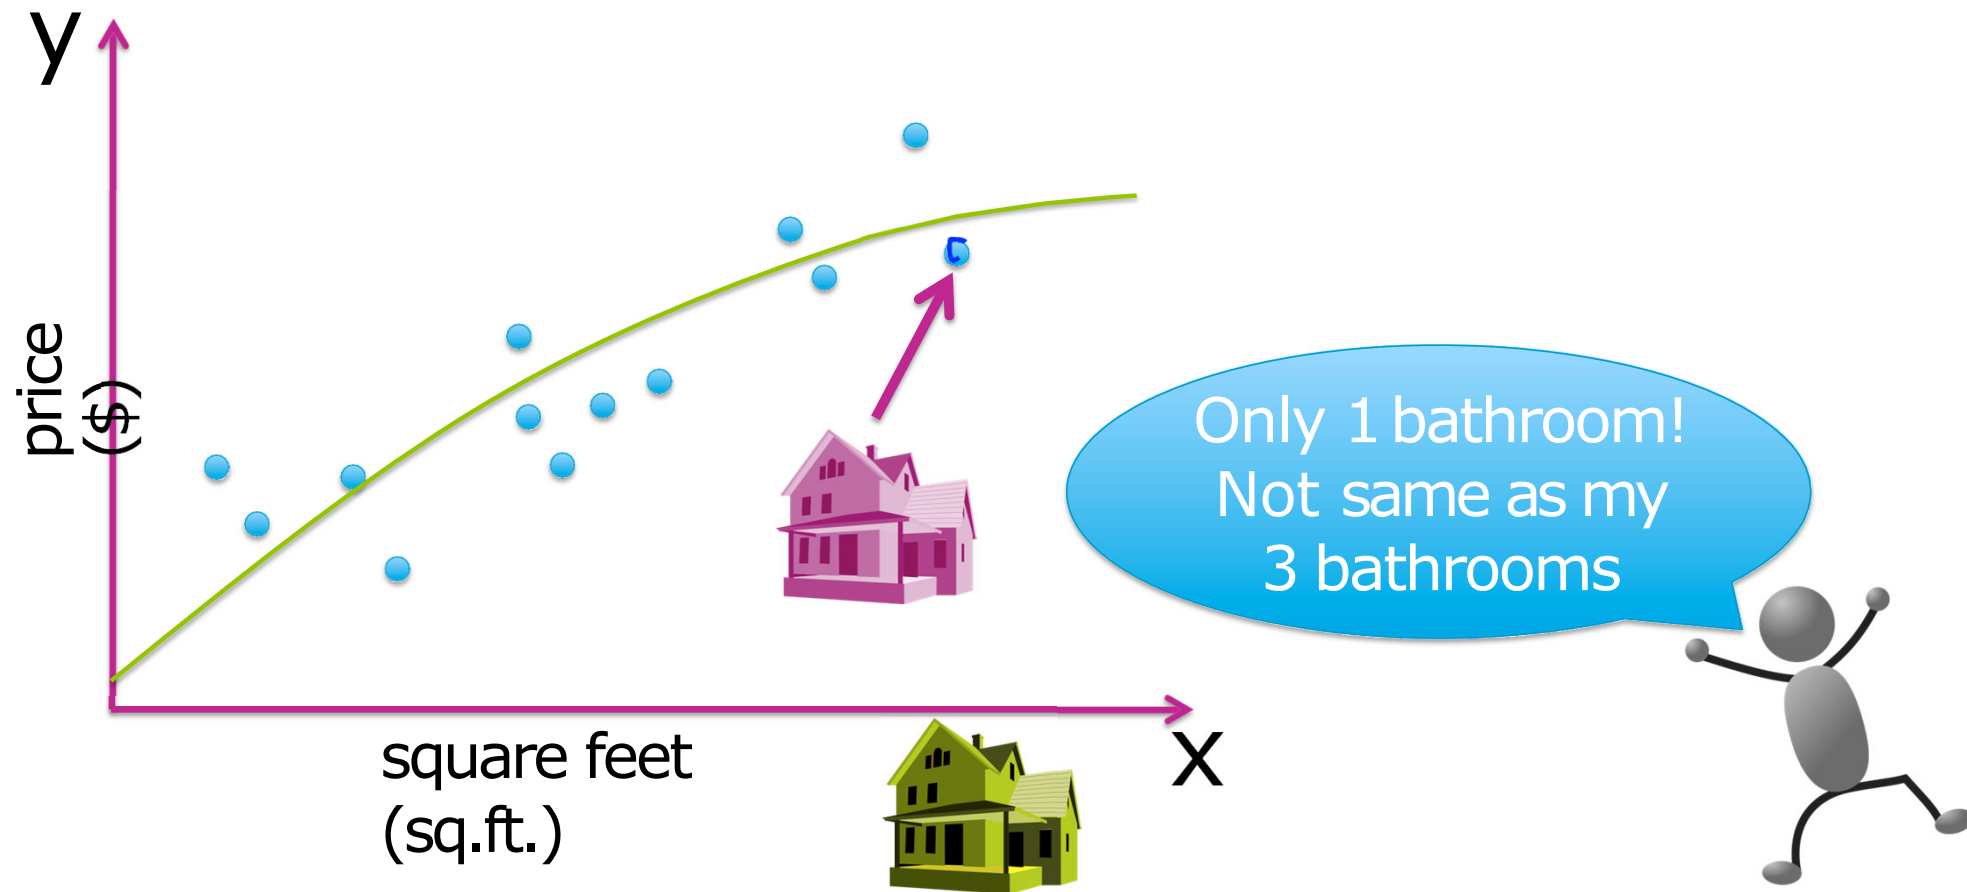 y
price
($)
Only 1 bathroom!
Not same as my
3 bathrooms
square feet
(sq.ft.)
x